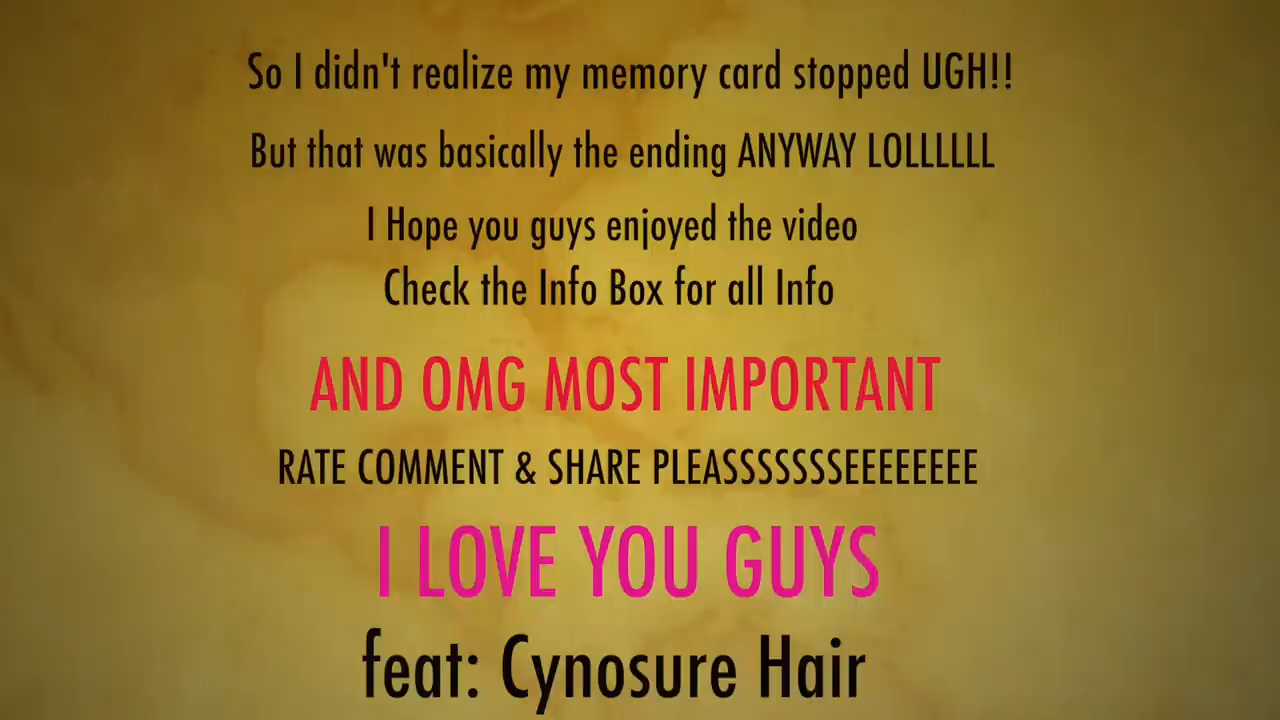 So I didn't realize my memory card stopped UGH!!
But that was basically the ending ANYWAY LOLLLLLL
I Hope you guys enjoyed the video
Check the Info Box for all Info
AND OMG MOST IMPORTANT
RATE COMMENT & SHARE PLEASSSSSSSEEEEEEEE
I LOVE YOU GUYS
feat: Cynosure Hair